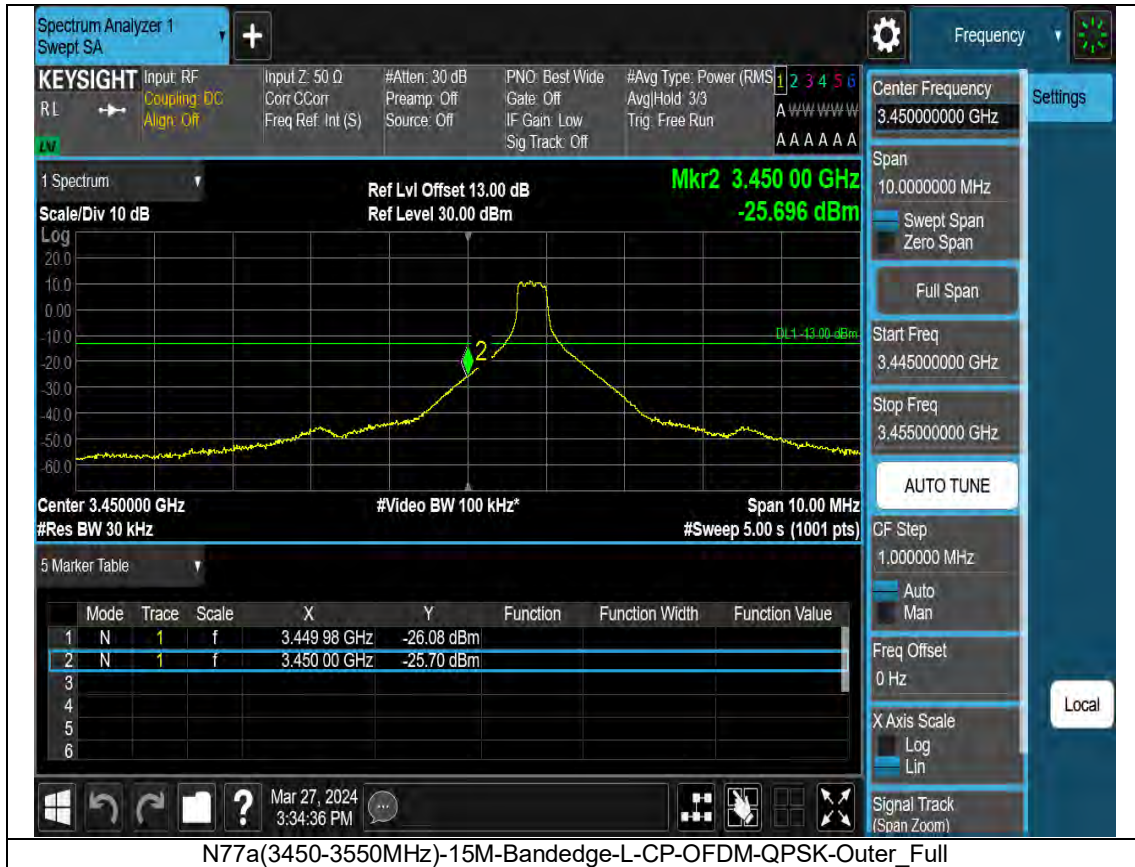 Spectrum Analyzer 1
Swept SA
+
Frequency
KEYSIGHT
RL
Input: RF
Coupling: DC
Align: Off
Input Z: 50 Ω
Corr CCorr
Freq Ref: Int (S)
#Atten: 30 dB
Preamp: Off
Source: Off
PNO: Best Wide
Gate: Off
IF Gain: Low
Sig Track: Off
#Avg Type: Power (RMS
Avg|Hold: 3/3
Trig: Free Run
1 2 3 4 5 6
A W W W W W
A A A A A A
1 Spectrum
Ref Lvl Offset 13.00 dB
Mkr2 3.450 00 GHz
Scale/Div 10 dB
Ref Level 30.00 dBm
-25.696 dBm
Log
20.0
10.0
0.00
-10.0
-20.0
-30.0
-40.0
-50.0
-60.0
DL1 -13.00 dBm
2
Center 3.450000 GHz
#Video BW 100 kHz*
Span 10.00 MHz
#Res BW 30 kHz
#Sweep 5.00 s (1001 pts)
5 Marker Table
Mode Trace Scale X Y Function Function Width Function Value
1 N 1 f 3.449 98 GHz -26.08 dBm
2 N 1 f 3.450 00 GHz -25.70 dBm
3
4
5
6
Mar 27, 2024
3:34:36 PM
?
Center Frequency
3.450000000 GHz
Settings
Span
10.0000000 MHz
Swept Span
Zero Span
Full Span
Start Freq
3.445000000 GHz
Stop Freq
3.455000000 GHz
AUTO TUNE
CF Step
1.000000 MHz
Auto
Man
Freq Offset
0 Hz
Local
X Axis Scale
Log
Lin
Signal Track
(Span Zoom)
N77a(3450-3550MHz)-15M-Bandedge-L-CP-OFDM-QPSK-Outer_Full